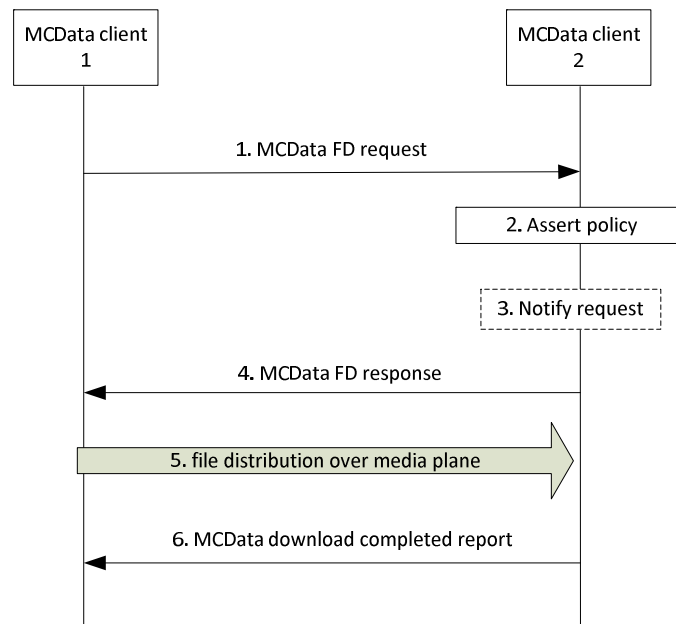 MCData client
1
MCData client
2
1. MCData FD request
2. Assert policy
3. Notify request
4. MCData FD response
5. file distribution over media plane
6. MCData download completed report